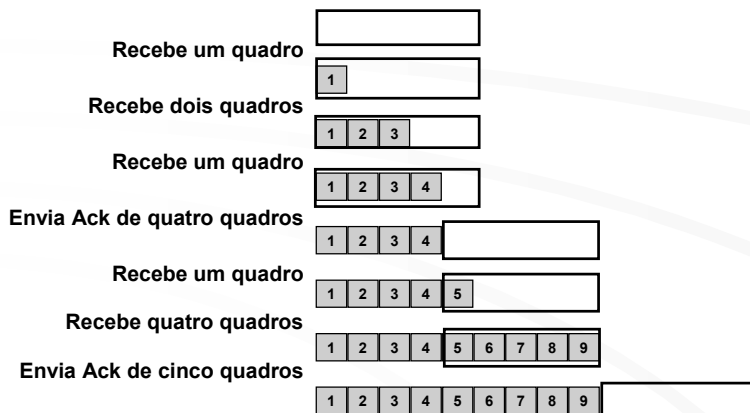 Recebe um quadro
1
Recebe dois quadros
1 2 3
Recebe um quadro
1 2 3 4
Envia Ack de quatro quadros
1 2 3 4
Recebe um quadro
1 2 3 4 5
Recebe quatro quadros
1 2 3 4 5 6 7 8 9
Envia Ack de cinco quadros
1 2 3 4 5 6 7 8 9